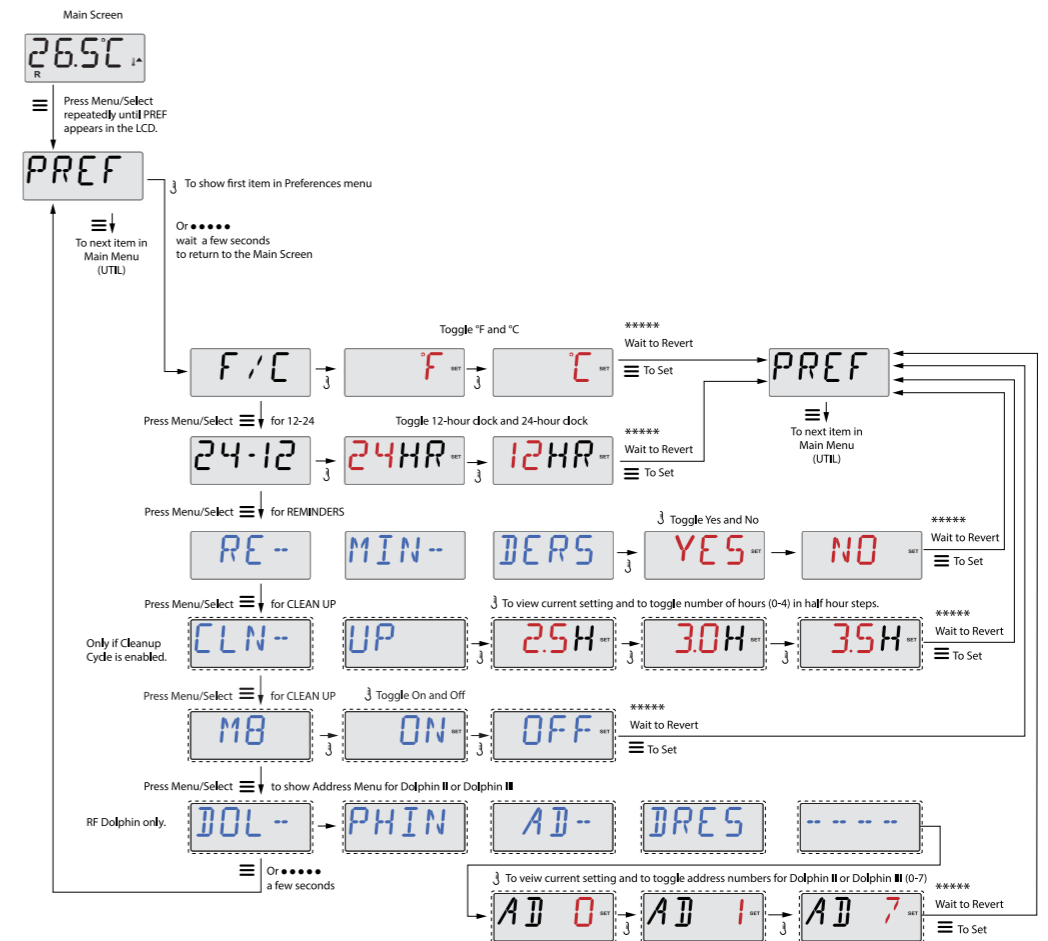 Main Screen
26.5°C
R
Press Menu/Select
repeatedly until PREF
appears in the LCD.
PREF
To show first item in Preferences menu
To next item in
Main Menu
(UTIL)
Or •••••
wait a few seconds
to return to the Main Screen
Toggle °F and °C
*****
Wait to Revert
To Set
F/C
°F SET
°C SET
PREF
To next item in
Main Menu
(UTIL)
Press Menu/Select for 12-24
Toggle 12-hour clock and 24-hour clock
*****
Wait to Revert
To Set
24-12
24HR SET
12HR SET
Press Menu/Select for REMINDERS
Toggle Yes and No
*****
Wait to Revert
To Set
RE--
MIN--
DERS
YES SET
NO SET
Press Menu/Select for CLEAN UP
To view current setting and to toggle number of hours (0-4) in half hour steps.
*****
Wait to Revert
To Set
Only if Cleanup
Cycle is enabled.
CLN-
UP
2.5H SET
3.0H SET
3.5H SET
Press Menu/Select for CLEAN UP
Toggle On and Off
*****
Wait to Revert
To Set
M8
ON SET
OFF SET
Press Menu/Select to show Address Menu for Dolphin II or Dolphin III
RF Dolphin only.
DOL--
PHIN
AD--
DRES
----
Or •••••
a few seconds
To veiw current setting and to toggle address numbers for Dolphin II or Dolphin III (0-7)
AD 0 SET
AD 1 SET
AD 7 SET
*****
Wait to Revert
To Set